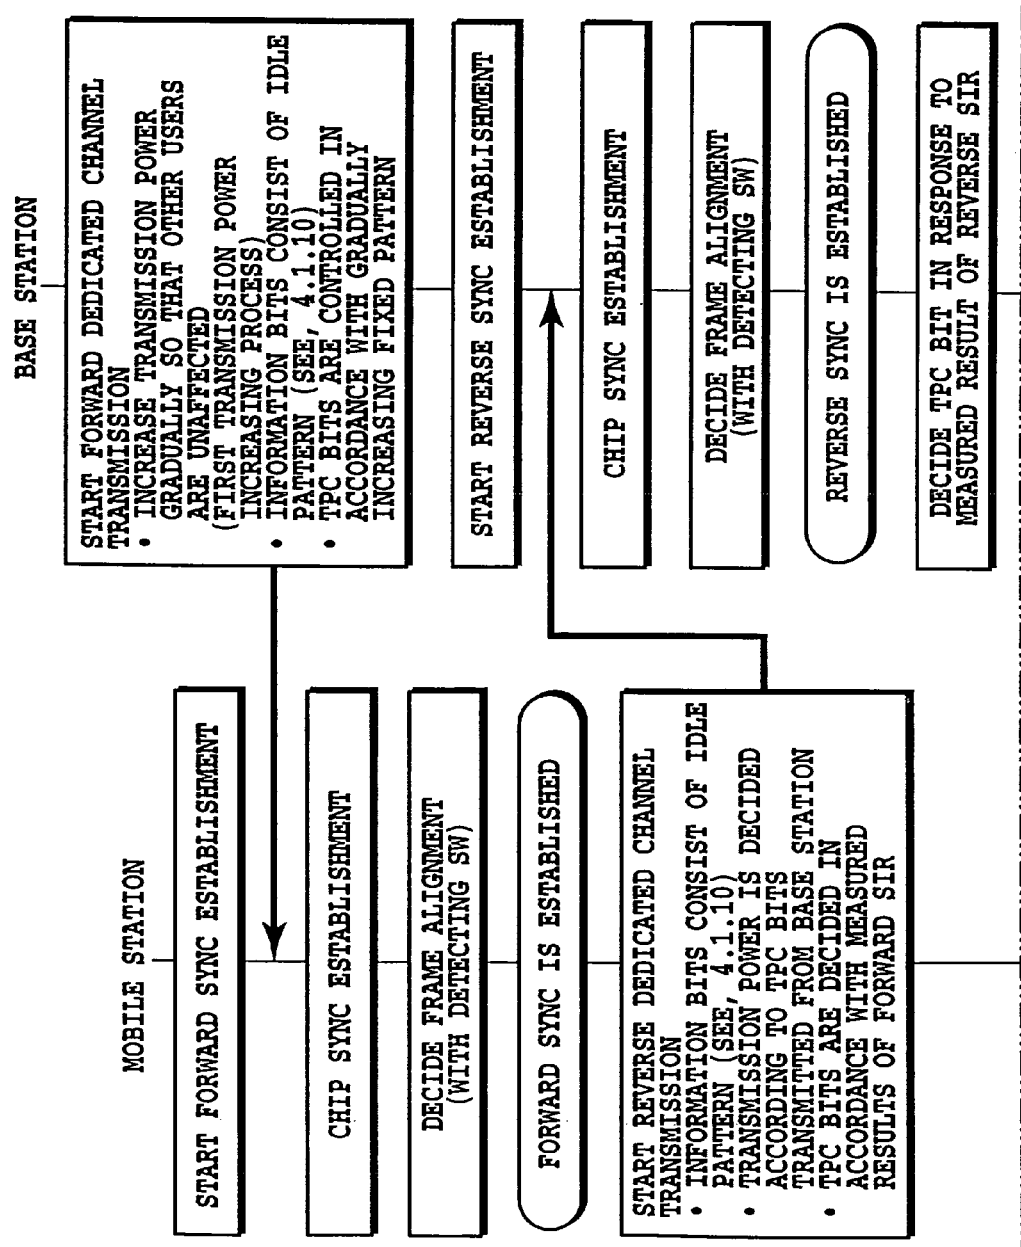 MOBILE STATION
START FORWARD SYNC ESTABLISHMENT
CHIP SYNC ESTABLISHMENT
DECIDE FRAME ALIGNMENT
(WITH DETECTING SW)
FORWARD SYNC IS ESTABLISHED
START REVERSE DEDICATED CHANNEL
TRANSMISSION
• INFORMATION BITS CONSIST OF IDLE
PATTERN (SEE, 4.1.10)
• TRANSMISSION POWER IS DECIDED
ACCORDING TO TPC BITS
TRANSMITTED FROM BASE STATION
• TPC BITS ARE DECIDED IN
ACCORDANCE WITH MEASURED
RESULTS OF FORWARD SIR
BASE STATION
START FORWARD DEDICATED CHANNEL
TRANSMISSION
• INCREASE TRANSMISSION POWER
GRADUALLY SO THAT OTHER USERS
ARE UNAFFECTED
(FIRST TRANSMISSION POWER
INCREASING PROCESS)
• INFORMATION BITS CONSIST OF IDLE
PATTERN (SEE, 4.1.10)
• TPC BITS ARE CONTROLLED IN
ACCORDANCE WITH GRADUALLY
INCREASING FIXED PATTERN
START REVERSE SYNC ESTABLISHMENT
CHIP SYNC ESTABLISHMENT
DECIDE FRAME ALIGNMENT
(WITH DETECTING SW)
REVERSE SYNC IS ESTABLISHED
DECIDE TPC BIT IN RESPONSE TO
MEASURED RESULT OF REVERSE SIR